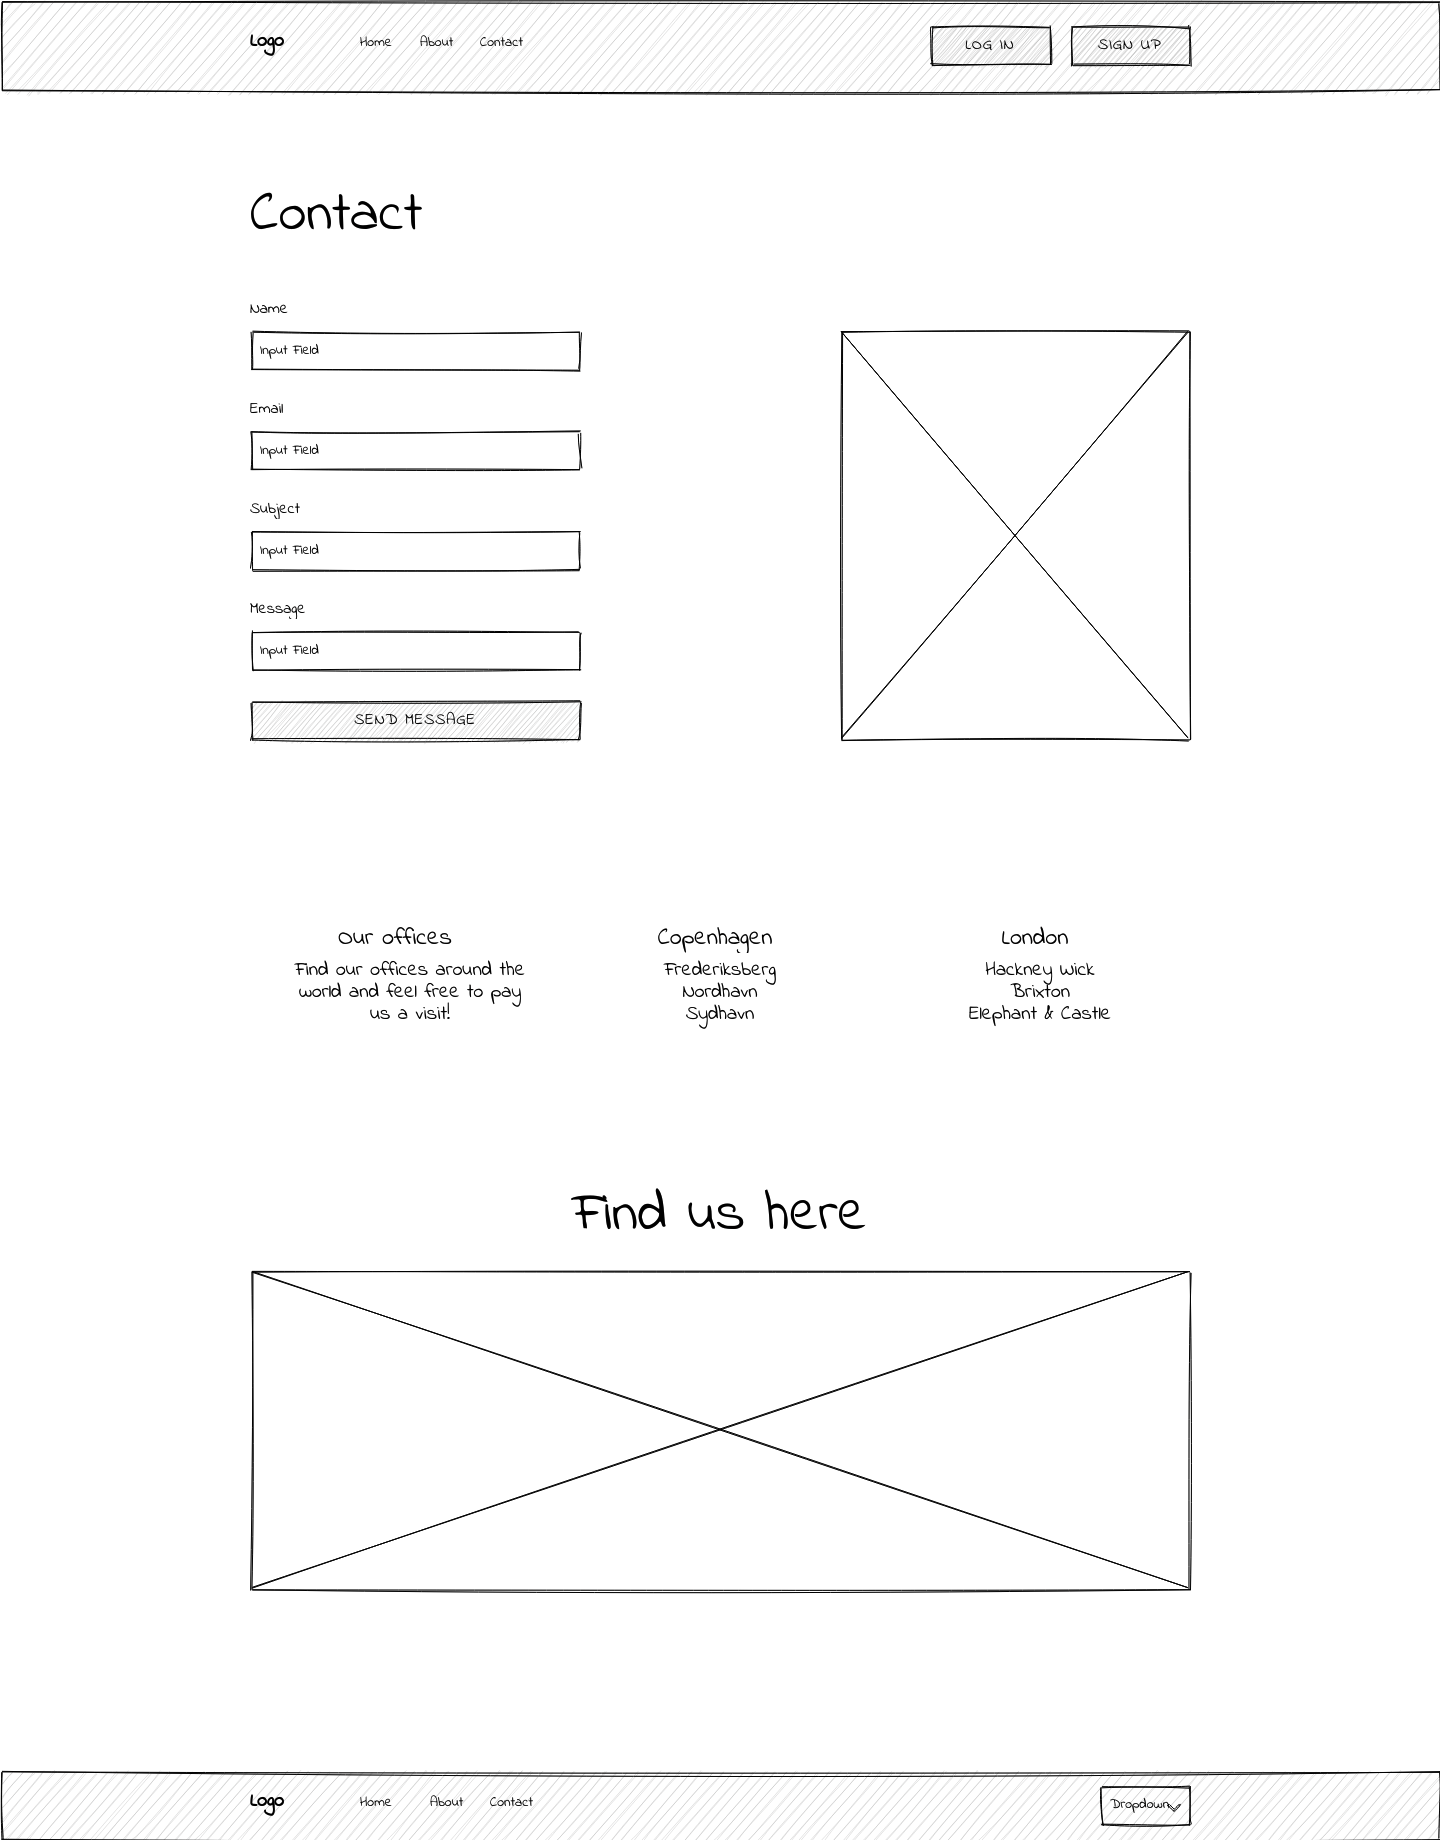 Logo
Home
About
Contact
LOG IN
SIGN UP
Contact
Name
Input Field
Email
Input Field
Subject
Input Field
Message
Input Field
SEND MESSAGE
Our offices
Find our offices around the
world and feel free to pay
us a visit!
Copenhagen
Frederiksberg
Nordhavn
Sydhavn
London
Hackney Wick
Brixton
Elephant & Castle
Find us here
Logo
Home
About
Contact
Dropdown